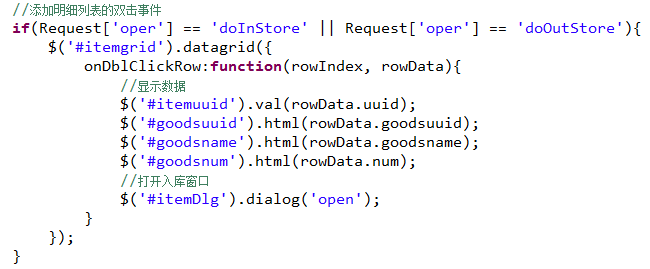 //添加明细列表的双击事件
if(Request['oper'] == 'doInStore' || Request['oper'] == 'doOutStore'){
    $('#itemgrid').datagrid({
        onDblClickRow:function(rowIndex, rowData){
            //显示数据
            $('#itemuuid').val(rowData.uuid);
            $('#goodsuuid').html(rowData.goodsuuid);
            $('#goodsname').html(rowData.goodsname);
            $('#goodsnum').html(rowData.num);
            //打开入库窗口
            $('#itemDlg').dialog('open');
        }
    });
}